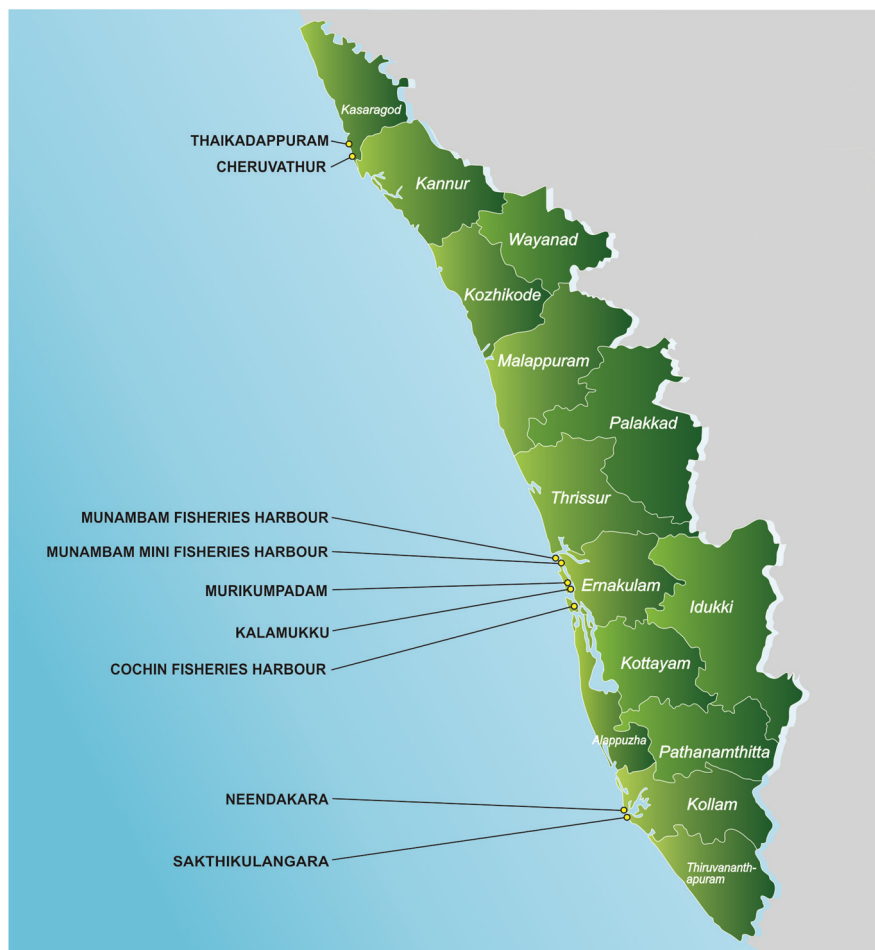 Kasaragod
THAIKADAPPURAM
CHERUVATHUR
Kannur
Wayanad
Kozhikode
Malappuram
Palakkad
Thrissur
MUNAMBAM FISHERIES HARBOUR
MUNAMBAM MINI FISHERIES HARBOUR
Ernakulam
MURIKUMPADAM
Idukki
KALAMUKKU
Kottayam
COCHIN FISHERIES HARBOUR
Alappuzha
Pathanamthitta
NEENDAKARA
Kollam
SAKTHIKULANGARA
Thiruvananth-
apuram